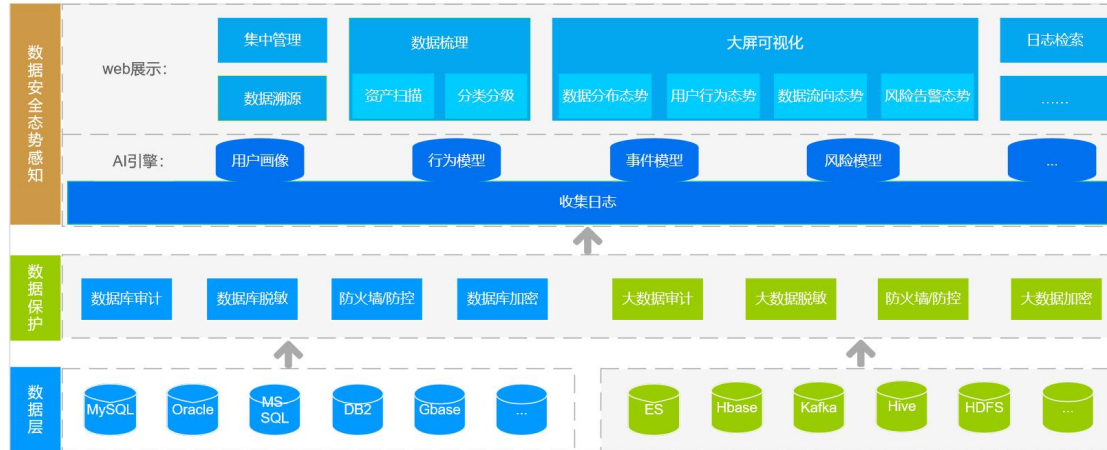 数据安全态势感知
web展示：
集中管理
数据溯源
数据梳理
资产扫描
分类分级
大屏可视化
数据分布态势
用户行为态势
数据流向态势
风险告警态势
日志检索
……
AI引擎：
用户画像
行为模型
事件模型
风险模型
...
收集日志
数据保护
数据库审计
数据库脱敏
防火墙/防控
数据库加密
大数据审计
大数据脱敏
防火墙/防控
大数据加密
数据层
MySQL
Oracle
MS-
SQL
DB2
Gbase
...
ES
Hbase
Kafka
Hive
HDFS
...